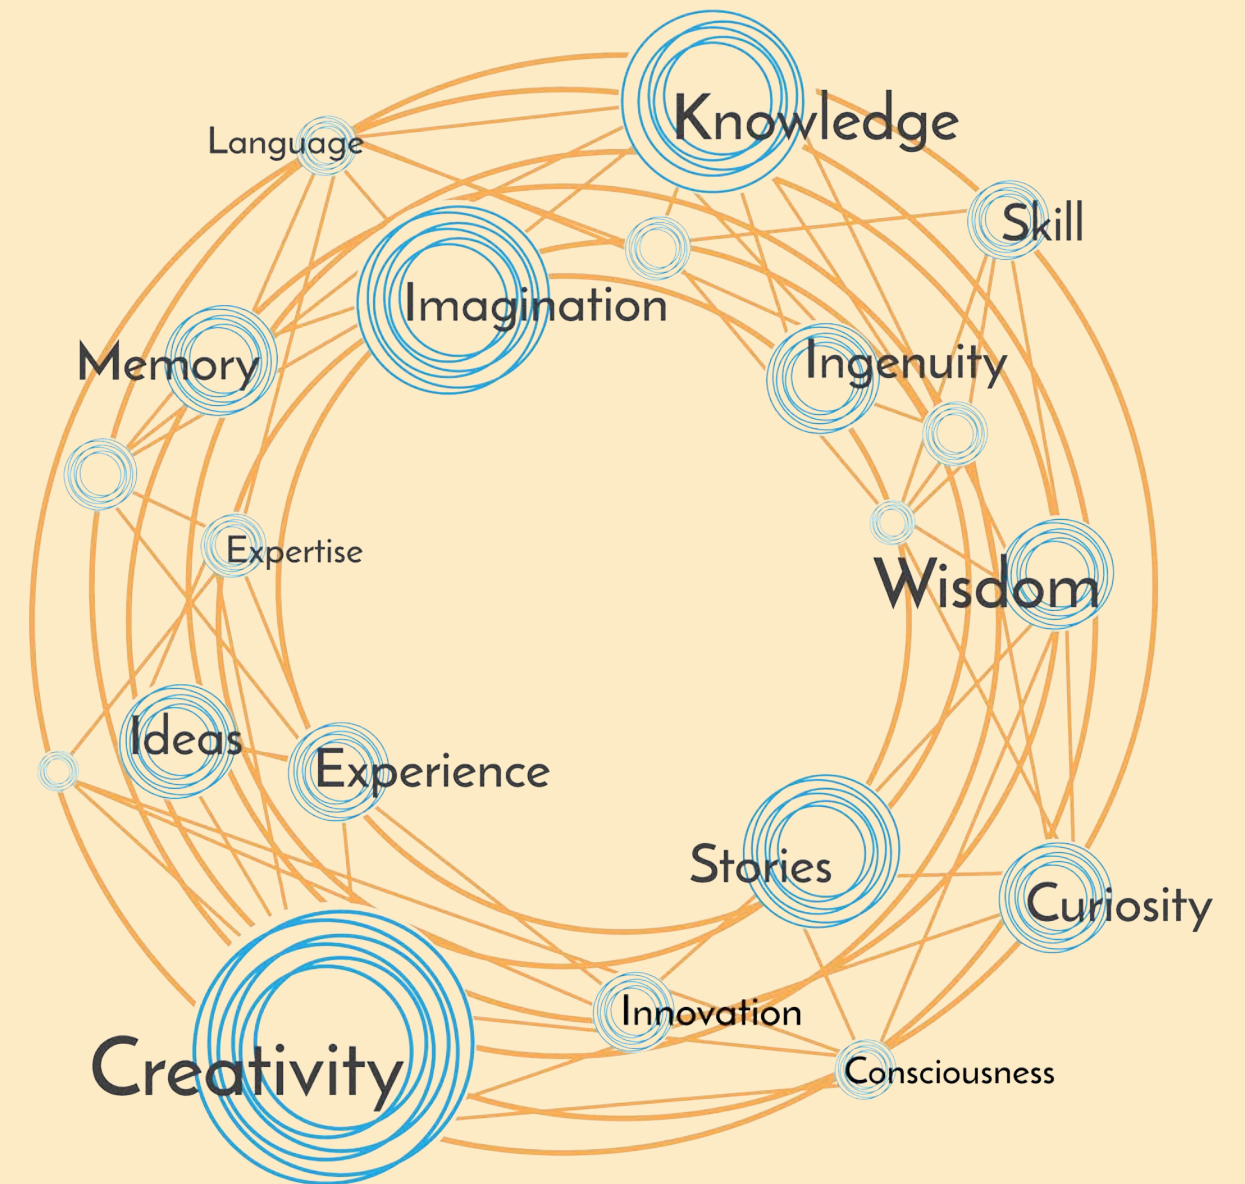 Knowledge
Language
Skill
Imagination
Memory
Ingenuity
Expertise
Wisdom
Ideas
Experience
Stories
Curiosity
Innovation
Creativity
Consciousness